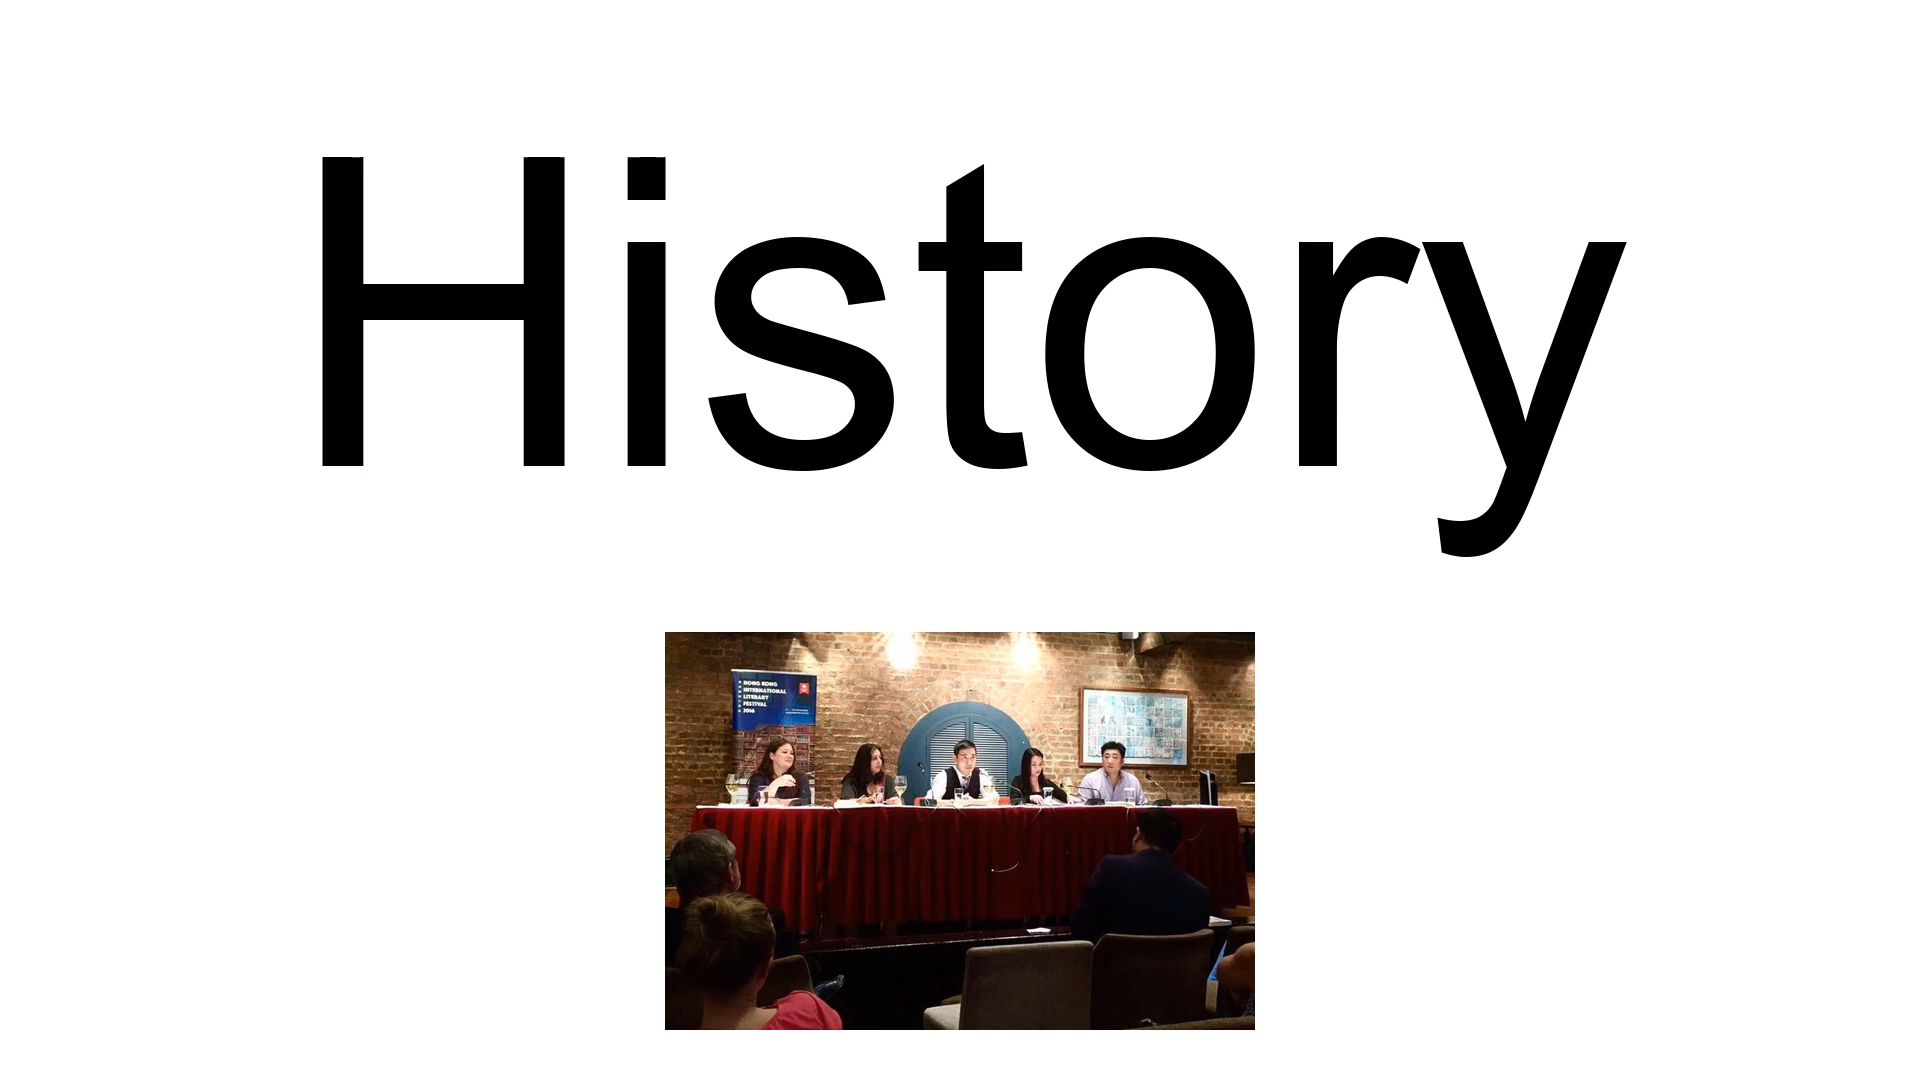 History
HONG KONG
INTERNATIONAL
LITERARY
FESTIVAL
2016